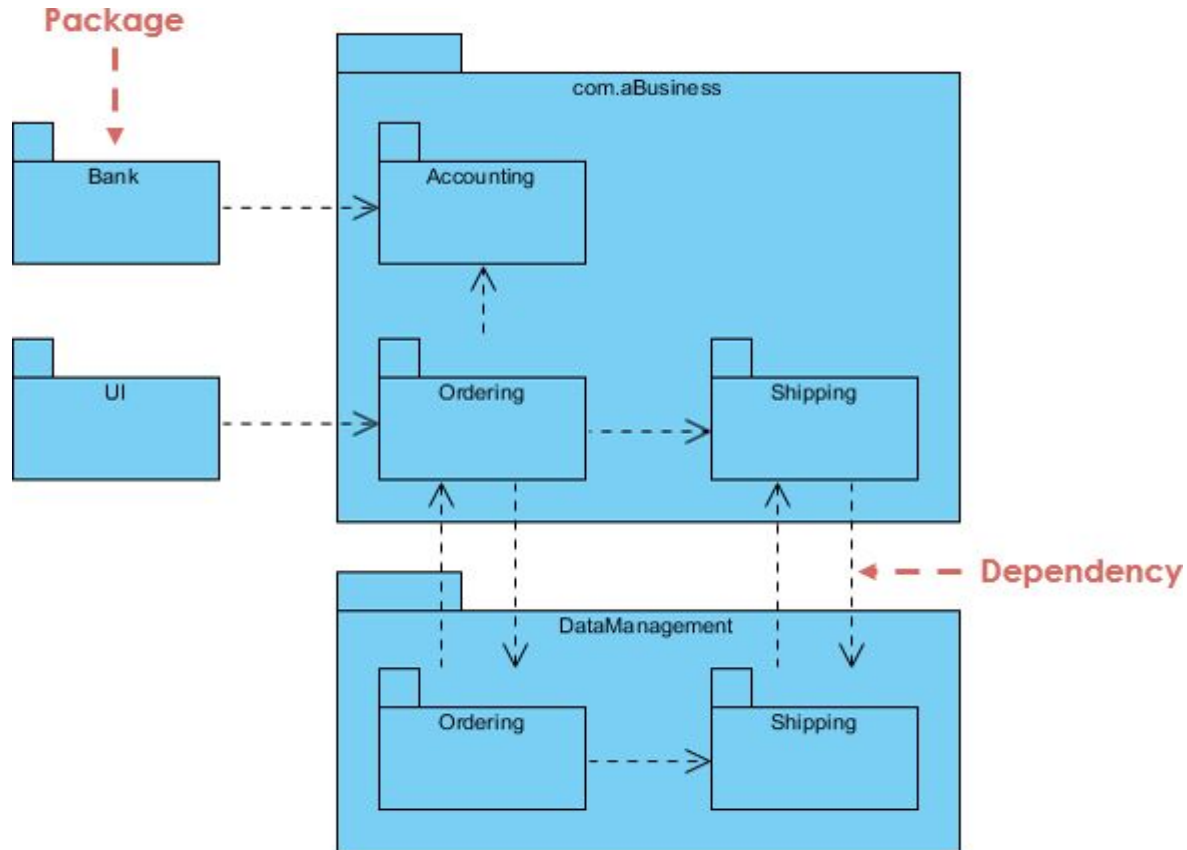 Package
com.aBusiness
Bank
Accounting
UI
Ordering
Shipping
Dependency
DataManagement
Ordering
Shipping